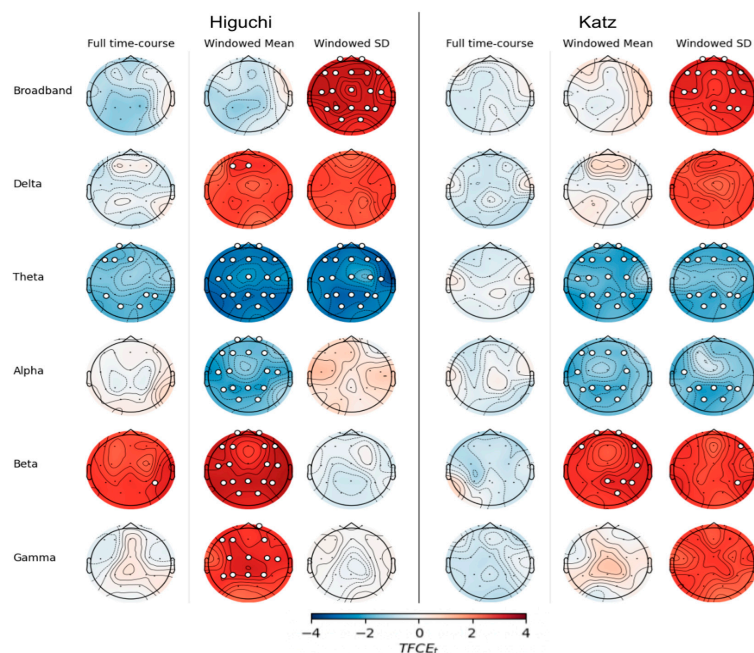 Higuchi Katz
Full time-course Windowed Mean Windowed SD Full time-course Windowed Mean Windowed SD
Broadband
Delta
Theta
Alpha
Beta
Gamma
−4 −2 0 2 4
TFCE_t